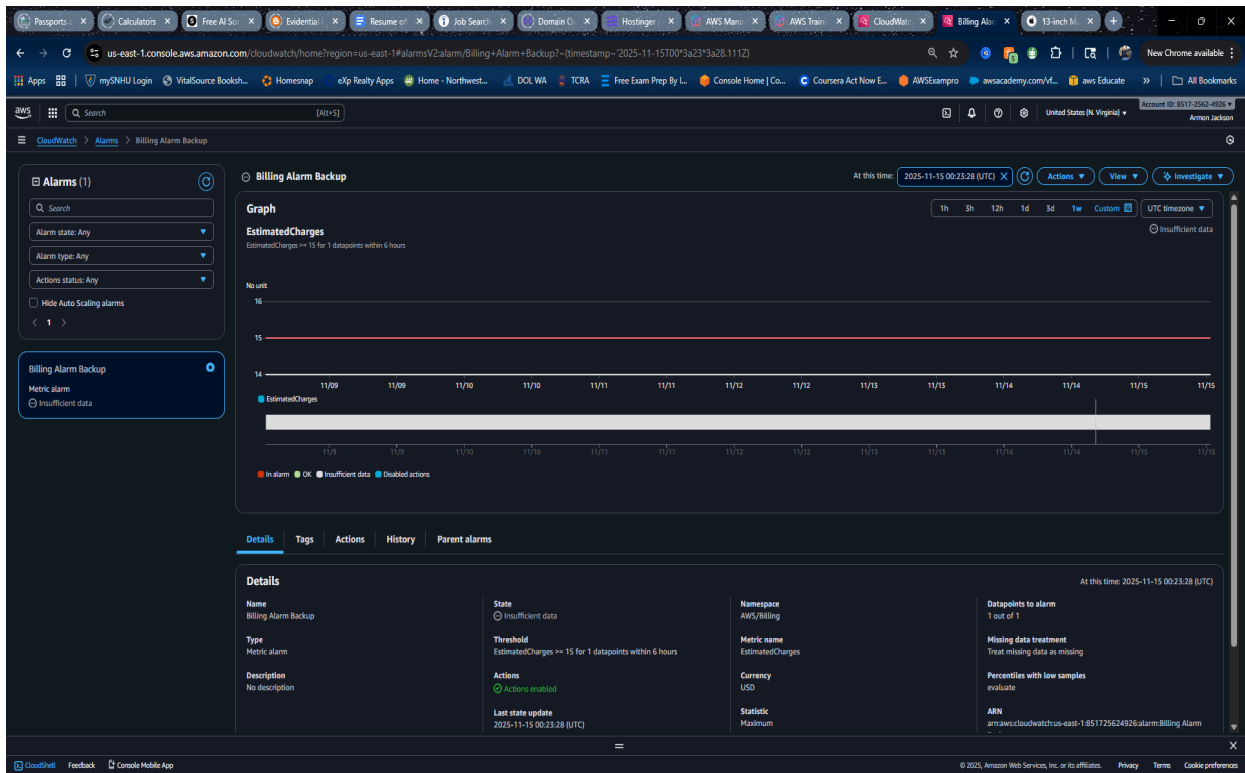 Passports
Calculators
Free AI So
Evidential
Resume of
Job Search
Domain
Hostinger
AWS Mana
AWS Traini
CloudWatc
Billing Alar
13-inch M
us-east-1.console.aws.amazon.com/cloudwatch/home?region=us-east-1#alarmsV2:alarm/Billing+Alarm+Backup?~(timestamp~'2025-11-15T00*3a23*3a28.111Z)
New Chrome available
Apps mySNHU Login VitalSource Booksh... Homesnap eXp Realty Apps Home - Northwest... DOL WA TCRA Free Exam Prep By I... Console Home | Co... Coursera Act Now E... AWSExampro awsacademy.com/vf... aws Educate » All Bookmarks
aws Search [Alt+S] United States (N. Virginia) Account ID: 8517-2562-4926
Armon Jackson
CloudWatch > Alarms > Billing Alarm Backup
Alarms (1)
Search
Alarm state: Any
Alarm type: Any
Actions status: Any
Hide Auto Scaling alarms
1
Billing Alarm Backup
Metric alarm
Insufficient data
Billing Alarm Backup At this time: 2025-11-15 00:23:28 (UTC) Actions View Investigate
Graph 1h 3h 12h 1d 3d 1w Custom UTC timezone
EstimatedCharges Insufficient data
EstimatedCharges >= 15 for 1 datapoints within 6 hours
No unit
16
15
14
11/09 11/09 11/10 11/10 11/11 11/11 11/12 11/12 11/13 11/13 11/14 11/14 11/15 11/15
EstimatedCharges
11/9 11/9 11/10 11/10 11/11 11/11 11/12 11/12 11/13 11/13 11/14 11/14 11/15 11/15
In alarm OK Insufficient data Disabled actions
Details Tags Actions History Parent alarms
Details At this time: 2025-11-15 00:23:28 (UTC)
Name
Billing Alarm Backup
Type
Metric alarm
Description
No description
State
Insufficient data
Threshold
EstimatedCharges >= 15 for 1 datapoints within 6 hours
Actions
Actions enabled
Last state update
2025-11-15 00:23:28 (UTC)
Namespace
AWS/Billing
Metric name
EstimatedCharges
Currency
USD
Statistic
Maximum
Datapoints to alarm
1 out of 1
Missing data treatment
Treat missing data as missing
Percentiles with low samples
evaluate
ARN
arn:aws:cloudwatch:us-east-1:851725624926:alarm:Billing Alarm
CloudShell Feedback Console Mobile App © 2025, Amazon Web Services, Inc. or its affiliates. Privacy Terms Cookie preferences